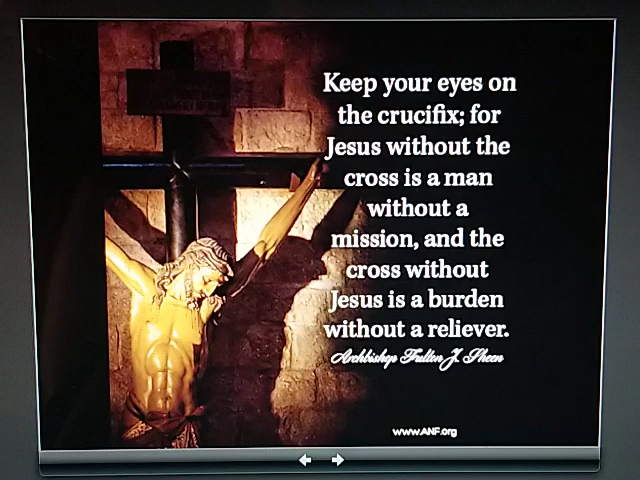 Keep your eyes on
the crucifix; for
Jesus without the
cross is a man
without a
mission, and the
cross without
Jesus is a burden
without a reliever.
Archbishop Fulton J. Sheen
www.ANF.org